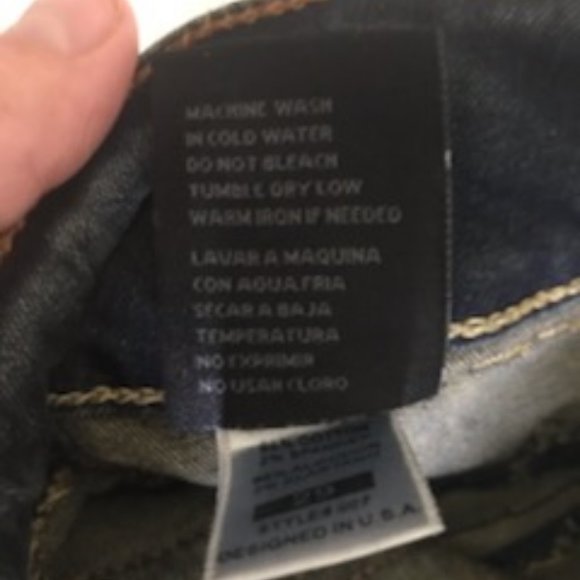 MACHINE WASH
IN COLD WATER
DO NOT BLEACH
TUMBLE DRY LOW
WARM IRON IF NEEDED
LAVAR A MAQUINA
CON AGUA FRIA
SECAR A BAJA
TEMPERATURA
NO EXPRIMIR
NO USAR CLORO
DESIGNED IN U.S.A.